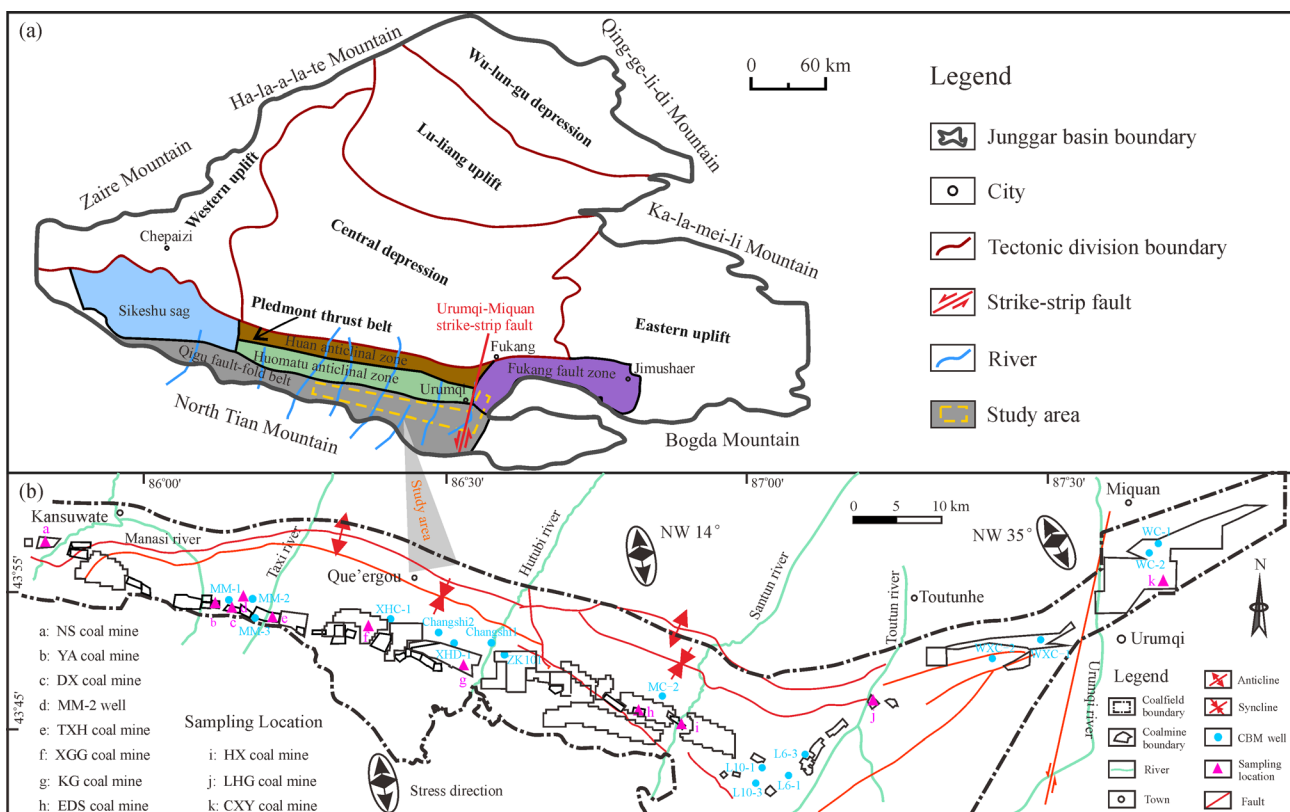 (a)
Ha-la-a-la-te Mountain
Qing-ge-li-di Mountain
Wu-lun-gu depression
0 60 km
Zaire Mountain
Western uplift
Lu-liang uplift
Ka-la-mei-li Mountain
Chepaizi
Central depression
Sikeshu sag
Piedmont thrust belt
Urumqi-Miquan
strike-strip fault
Eastern uplift
Huan anticlinal zone
Fukang
Huomatu anticlinal zone
Fukang fault zone
Jimushaer
Qigu fault-fold belt
Urumqi
North Tian Mountain
Bogda Mountain
Legend
Junggar basin boundary
City
Tectonic division boundary
Strike-strip fault
River
Study area
(b)
86°00'
86°30'
87°00'
87°30'
43°55'
43°45'
Study area
Kansuwate
Manasi river
Taxi river
Que'ergou
Hutubi river
NW 14°
Santun river
0 5 10 km
NW 35°
Toutun river
Toutunhe
Miquan
Urumqi
Urumqi river
N
a
b
c
e
f
g
h
i
J
k
MM-1
MM-2
MM-3
XHC-1
Changshi2
Changshi1
XHD-1
ZK101
MC-2
L10-1
L10-3
L6-3
L6-1
WC-1
WC-2
a: NS coal mine
b: YA coal mine
c: DX coal mine
d: MM-2 well
e: TXH coal mine
f: XGG coal mine
g: KG coal mine
h: EDS coal mine
Sampling Location
i: HX coal mine
j: LHG coal mine
k: CXY coal mine
Stress direction
Legend
Coalfield
boundary
Coalmine
boundary
River
Town
Anticline
Syncline
CBM well
Sampling
location
Fault